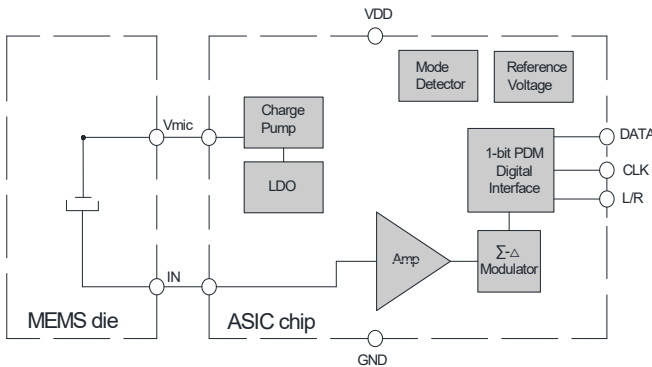 VDD
Mode
Detector
Reference
Voltage
Vmic
Charge
Pump
LDO
1-bit PDM
Digital
Interface
DATA
CLK
L/R
Amp
∑-△
Modulator
IN
MEMS die
ASIC chip
GND